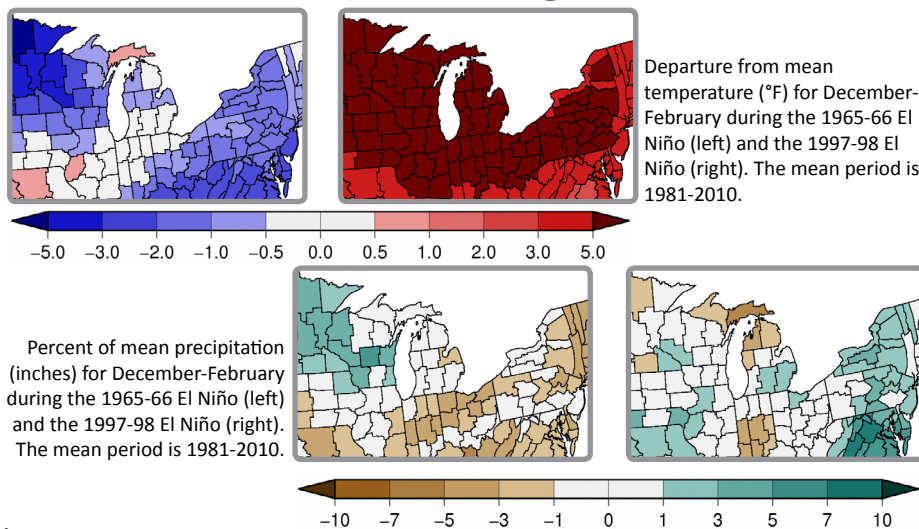 Departure from mean
temperature (°F) for December-
February during the 1965-66 El
Niño (left) and the 1997-98 El
Niño (right). The mean period is
1981-2010.
−5.0 −3.0 −2.0 −1.0 −0.5 0.0 0.5 1.0 2.0 3.0 5.0
Percent of mean precipitation
(inches) for December-February
during the 1965-66 El Niño (left)
and the 1997-98 El Niño (right).
The mean period is 1981-2010.
−10 −7 −5 −3 −1 0 1 3 5 7 10